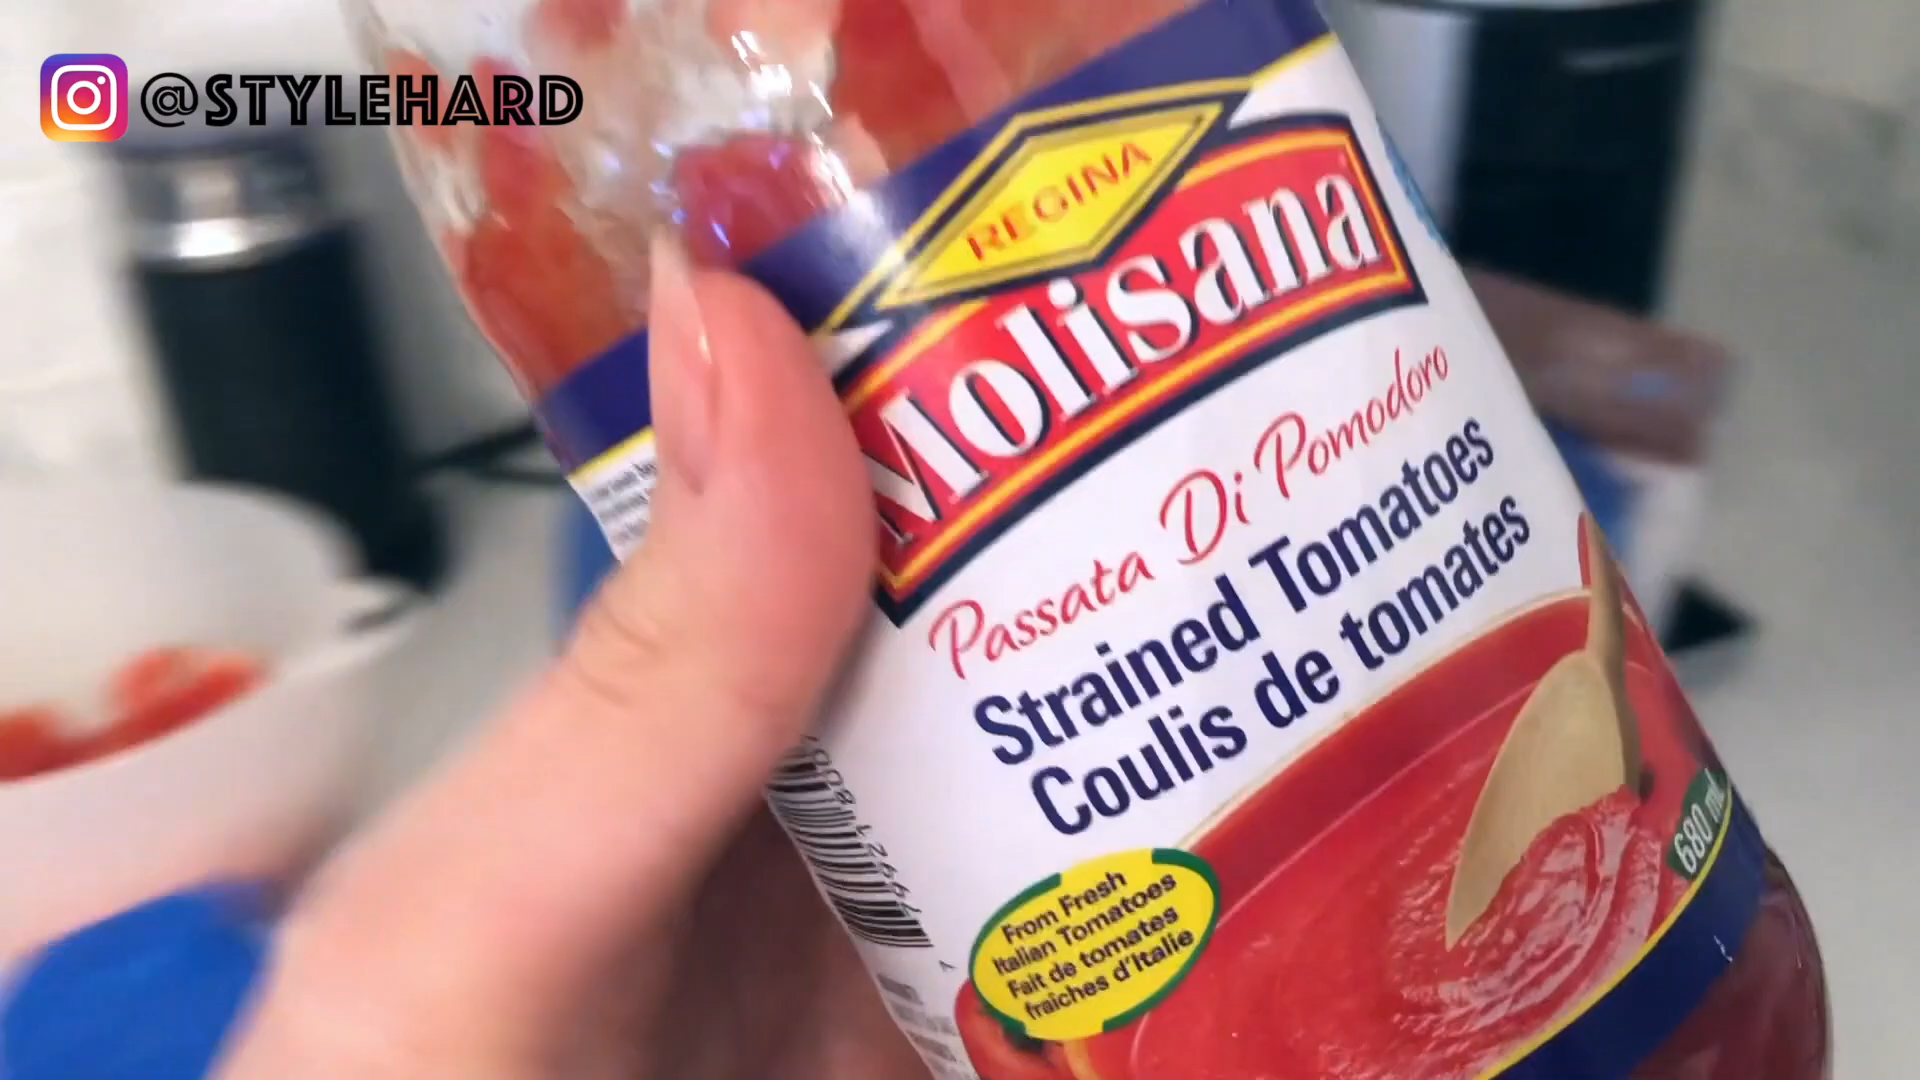 @STYLEHARD
REGINA
Molisana
Passata Di Pomodoro
Strained Tomatoes
Coulis de tomates
680 mL
From Fresh
Italian Tomatoes
Fait de tomates
fraîches d'Italie